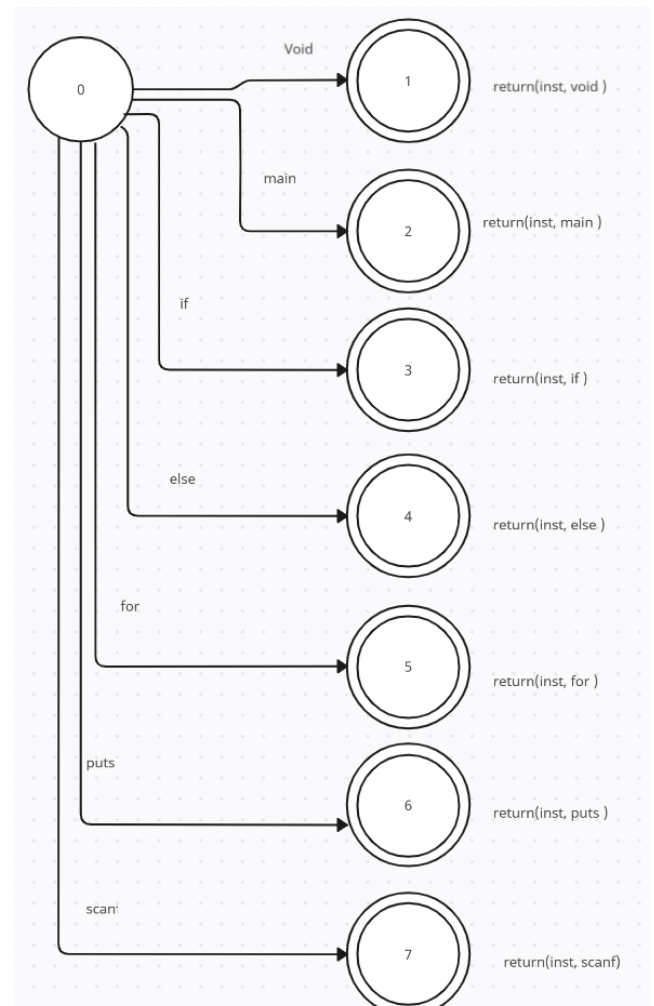 Void
0
1
return(inst, void )
main
2
return(inst, main )
if
3
return(inst, if )
else
4
return(inst, else )
for
5
return(inst, for )
puts
6
return(inst, puts )
scanf
7
return(inst, scanf)